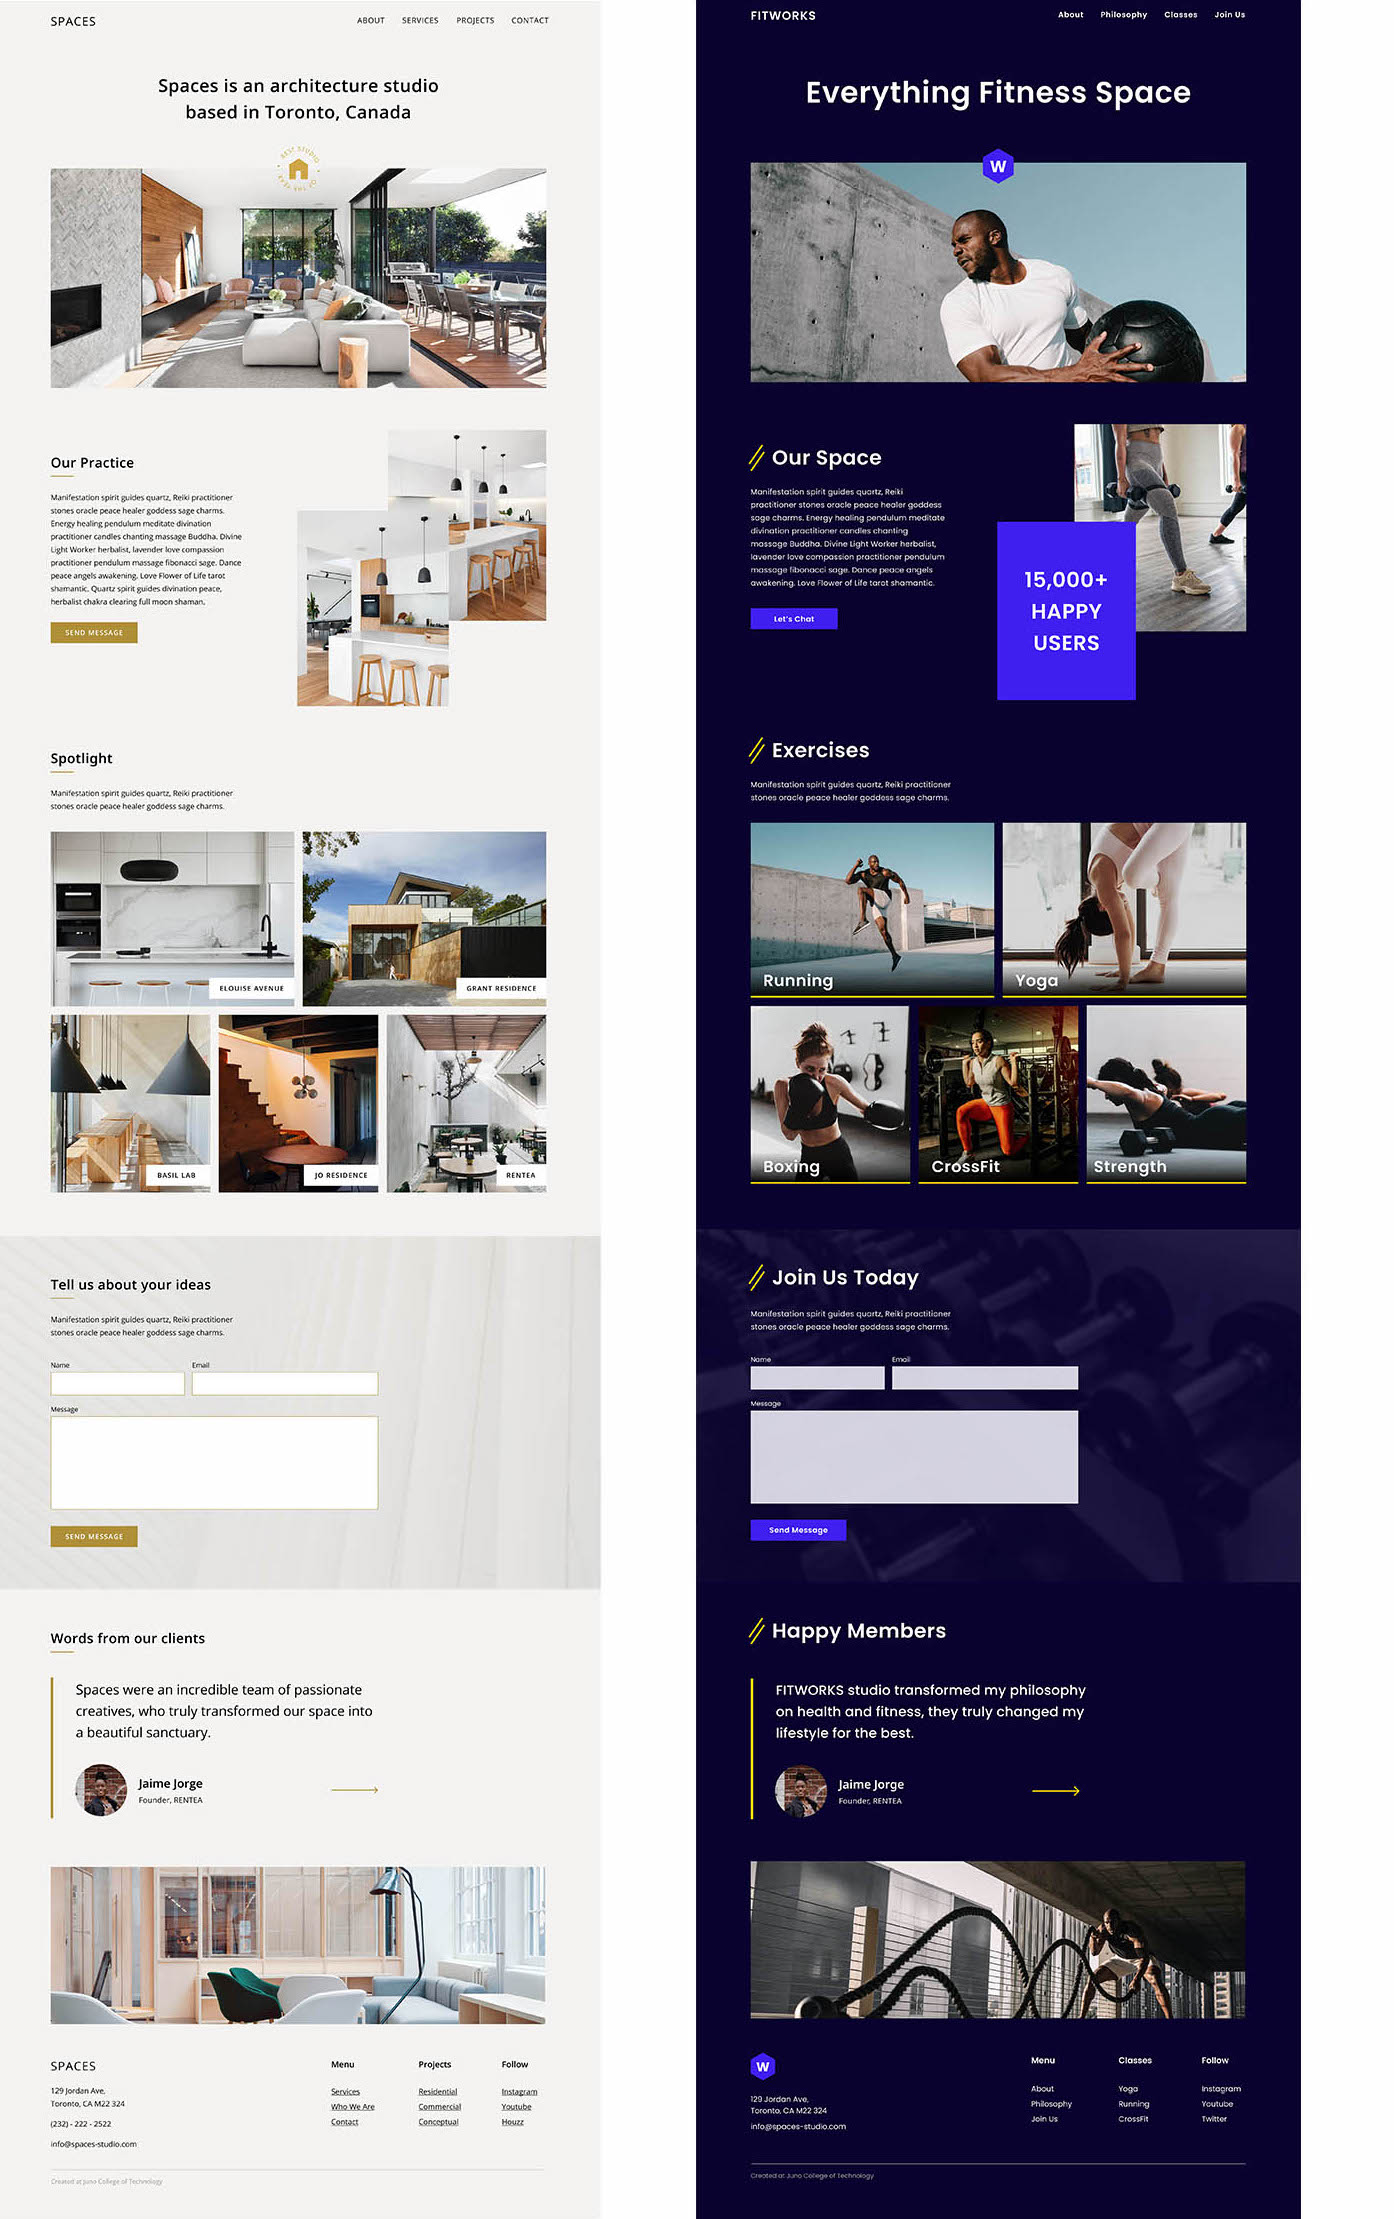 SPACES
ABOUT SERVICES PROJECTS CONTACT
Spaces is an architecture studio
based in Toronto, Canada
BEST STUDIO
OF THE YEAR
Our Practice
Manifestation spirit guides quartz, Reiki practitioner
stones oracle peace healer goddess sage charms.
Energy healing pendulum meditate divination
practitioner candles chanting massage Buddha. Divine
Light Worker herbalist, lavender love compassion
practitioner pendulum massage fibonacci sage. Dance
peace angels awakening. Love Flower of Life tarot
shamantic. Quartz spirit guides divination peace,
herbalist chakra clearing full moon shaman.
SEND MESSAGE
Spotlight
Manifestation spirit guides quartz, Reiki practitioner
stones oracle peace healer goddess sage charms.
ELOUISE AVENUE
GRANT RESIDENCE
BASIL LAB
JO RESIDENCE
RENTEA
Tell us about your ideas
Manifestation spirit guides quartz, Reiki practitioner
stones oracle peace healer goddess sage charms.
Name Email
Message
SEND MESSAGE
Words from our clients
Spaces were an incredible team of passionate
creatives, who truly transformed our space into
a beautiful sanctuary.
Jaime Jorge
Founder, RENTEA
SPACES
129 Jordan Ave,
Toronto, CA M22 324
(232) - 222 - 2522
info@spaces-studio.com
Menu
Services
Who We Are
Contact
Projects
Residential
Commercial
Conceptual
Follow
Instagram
Youtube
Houzz
Created at Juno College of Technology
FITWORKS
About Philosophy Classes Join Us
Everything Fitness Space
W
Our Space
Manifestation spirit guides quartz, Reiki
practitioner stones oracle peace healer goddess
sage charms. Energy healing pendulum meditate
divination practitioner candles chanting
massage Buddha. Divine Light Worker herbalist,
lavender love compassion practitioner pendulum
massage fibonacci sage. Dance peace angels
awakening. Love Flower of Life tarot shamantic.
Let's Chat
15,000+
HAPPY
USERS
Exercises
Manifestation spirit guides quartz, Reiki practitioner
stones oracle peace healer goddess sage charms.
Running
Yoga
Boxing
CrossFit
Strength
Join Us Today
Manifestation spirit guides quartz, Reiki practitioner
stones oracle peace healer goddess sage charms.
Name Email
Message
Send Message
Happy Members
FITWORKS studio transformed my philosophy
on health and fitness, they truly changed my
lifestyle for the best.
Jaime Jorge
Founder, RENTEA
W
129 Jordan Ave,
Toronto, CA M22 324
info@spaces-studio.com
Menu
About
Philosophy
Join Us
Classes
Yoga
Running
CrossFit
Follow
Instagram
Youtube
Twitter
Created at Juno College of Technology